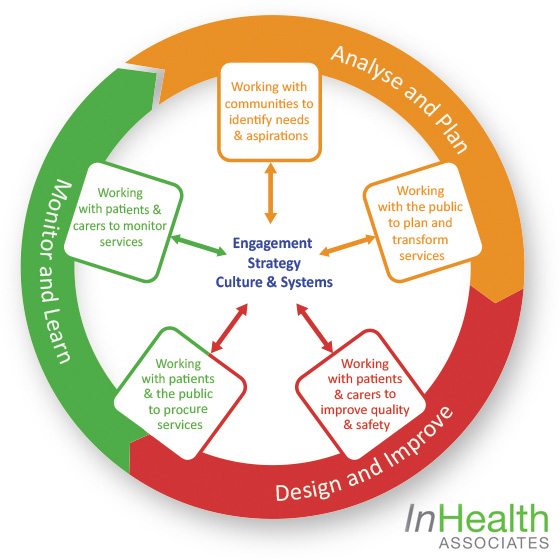 Analyse and Plan
Working with
communities to
identify needs
& aspirations
Working
with the public
to plan and
transform
services
Working
with patients &
carers to monitor
services
Monitor and Learn
Engagement
Strategy
Culture & Systems
Working
with patients
& the public
to procure
services
Working
with patients
& carers to
improve quality
& safety
Design and Improve
InHealth
ASSOCIATES